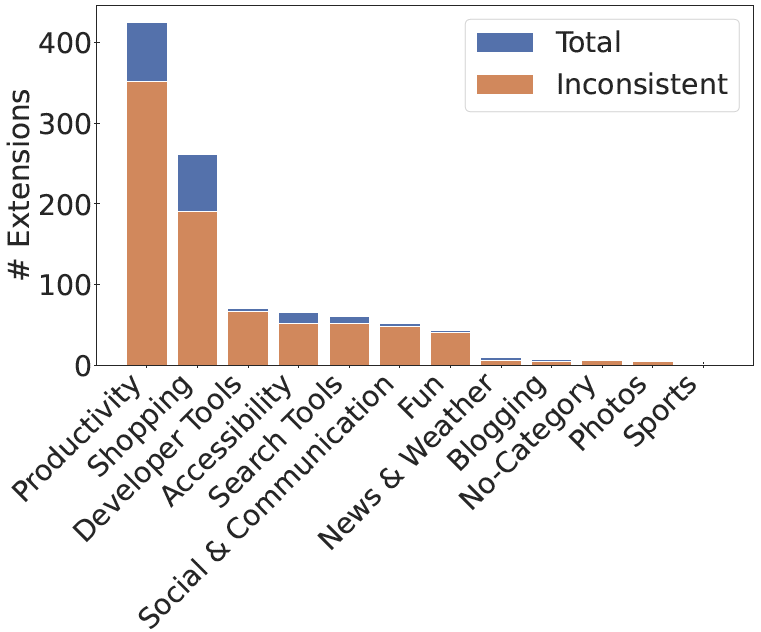 400
300
200
100
0
# Extensions
Total
Inconsistent
Productivity
Shopping
Developer Tools
Accessibility
Search Tools
Social & Communication
Fun
News & Weather
Blogging
No-Category
Photos
Sports